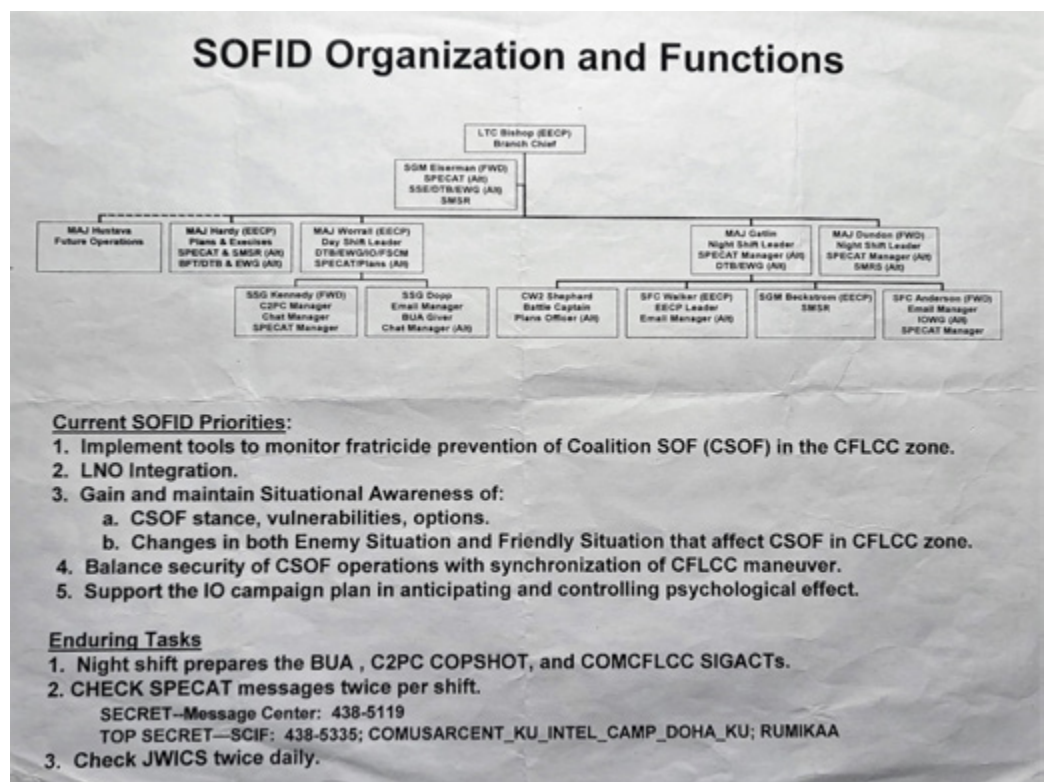 SOFID Organization and Functions
LTC Bishop (EECP)
Branch Chief
SGM Eiserman (FWD)
SPECAT (Alt)
SSE/DTB/EWG (Alt)
SMSR
MAJ Hustava
Future Operations
MAJ Hardy (EECP)
Plans & Execises
SPECAT & SMSR (Alt)
BFT/DTB & EWG (Alt)
MAJ Worrall (EECP)
Day Shift Leader
DTB/EWG/IO/FSCM
SPECAT/Plans (Alt)
MAJ Gatlin
Night Shift Leader
SPECAT Manager (Alt)
DTB/EWG (Alt)
MAJ Dundon (FWD)
Night Shift Leader
SPECAT Manager (Alt)
SMRS (Alt)
SSG Kennedy (FWD)
C2PC Manager
Chat Manager
SPECAT Manager
SSG Dopp
Email Manager
BUA Giver
Chat Manager (Alt)
CW2 Shephard
Battle Captain
Plans Officer (Alt)
SFC Walker (EECP)
EECP Leader
Email Manager (Alt)
SGM Beckstrom (EECP)
SMSR
SFC Anderson (FWD)
Email Manager
IOWG (Alt)
SPECAT Manager
Current SOFID Priorities:
1. Implement tools to monitor fratricide prevention of Coalition SOF (CSOF) in the CFLCC zone.
2. LNO Integration.
3. Gain and maintain Situational Awareness of:
a. CSOF stance, vulnerabilities, options.
b. Changes in both Enemy Situation and Friendly Situation that affect CSOF in CFLCC zone.
4. Balance security of CSOF operations with synchronization of CFLCC maneuver.
5. Support the IO campaign plan in anticipating and controlling psychological effect.
Enduring Tasks
1. Night shift prepares the BUA , C2PC COPSHOT, and COMCFLCC SIGACTs.
2. CHECK SPECAT messages twice per shift.
SECRET--Message Center: 438-5119
TOP SECRET—SCIF: 438-5335; COMUSARCENT_KU_INTEL_CAMP_DOHA_KU; RUMIKAA
3. Check JWICS twice daily.